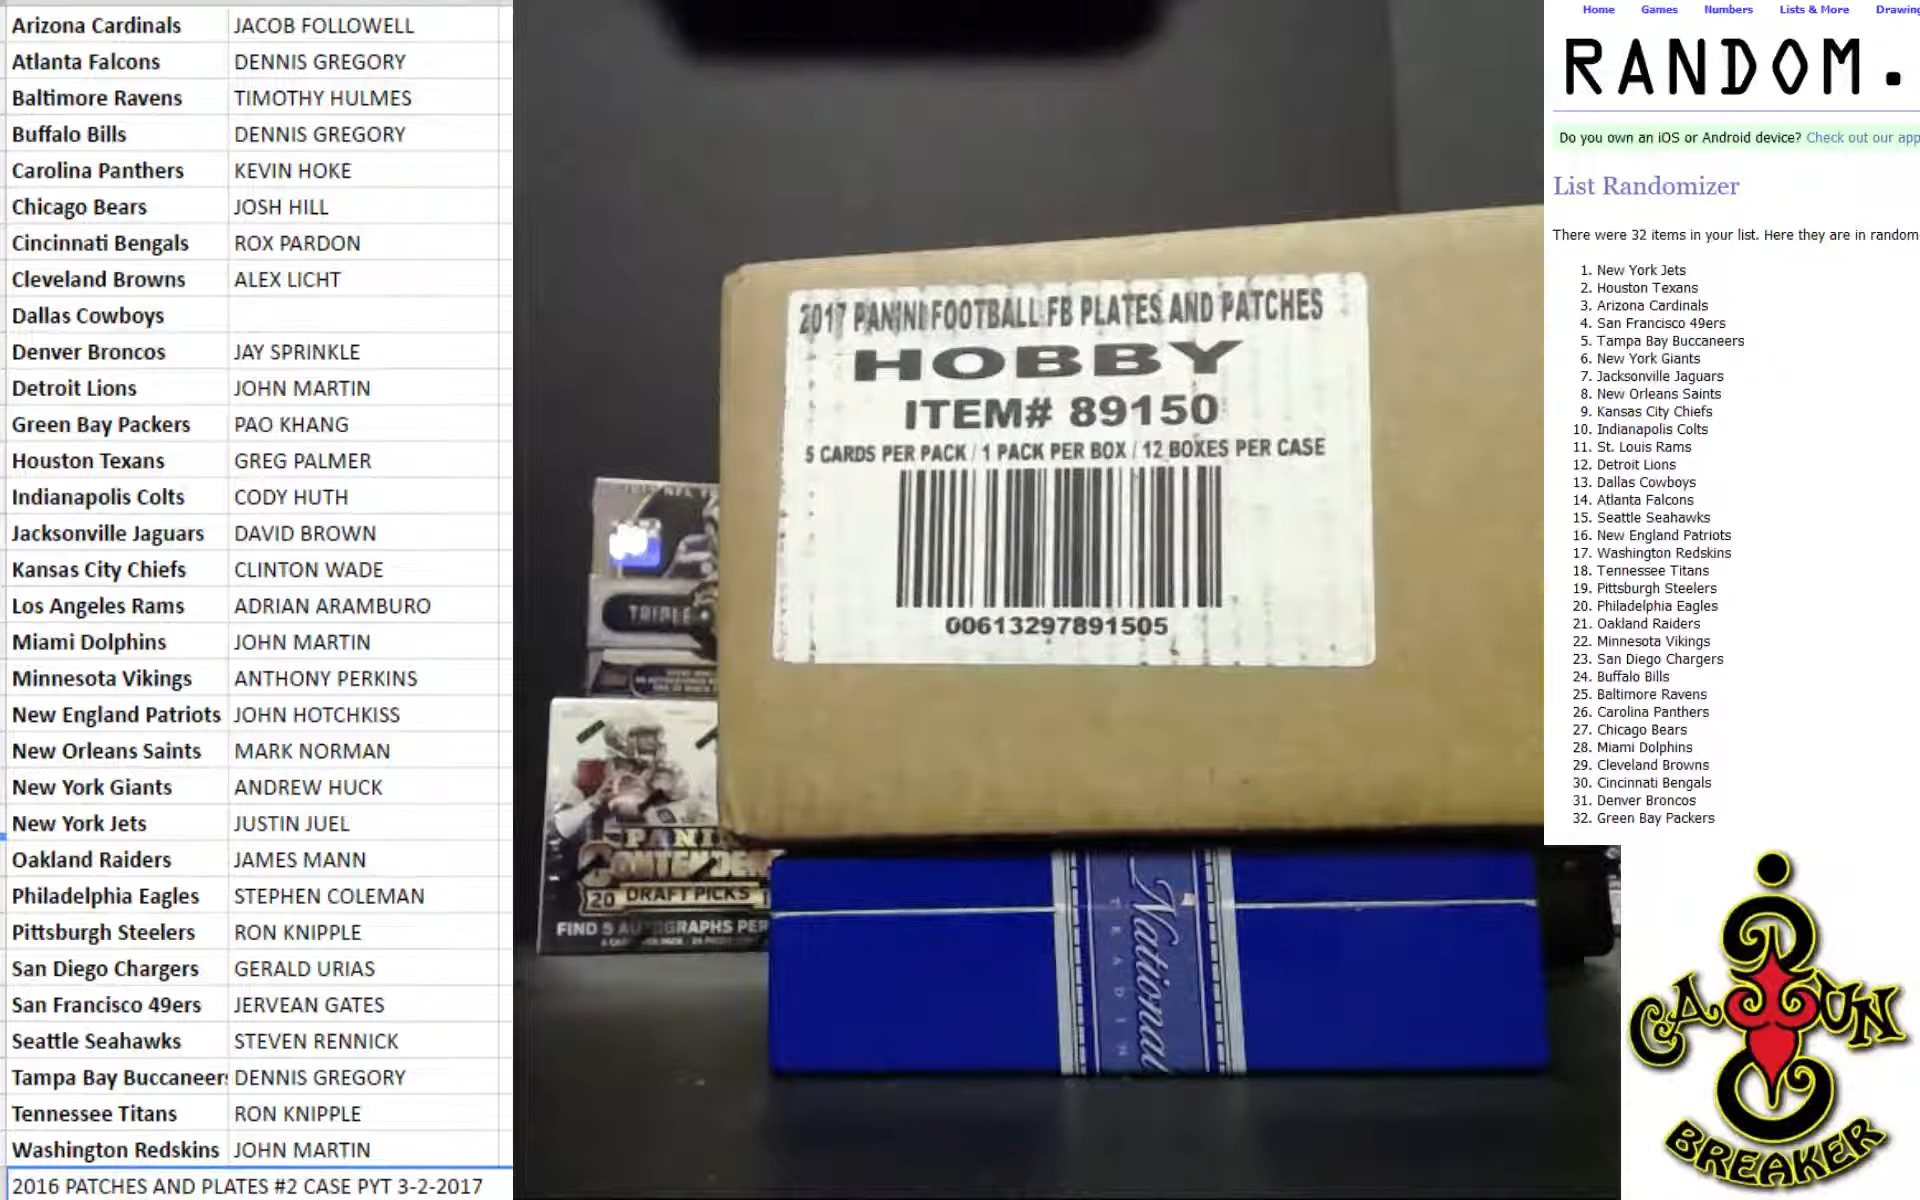 Arizona Cardinals JACOB FOLLOWELL
Atlanta Falcons DENNIS GREGORY
Baltimore Ravens TIMOTHY HULMES
Buffalo Bills DENNIS GREGORY
Carolina Panthers KEVIN HOKE
Chicago Bears JOSH HILL
Cincinnati Bengals ROX PARDON
Cleveland Browns ALEX LICHT
Dallas Cowboys
Denver Broncos JAY SPRINKLE
Detroit Lions JOHN MARTIN
Green Bay Packers PAO KHANG
Houston Texans GREG PALMER
Indianapolis Colts CODY HUTH
Jacksonville Jaguars DAVID BROWN
Kansas City Chiefs CLINTON WADE
Los Angeles Rams ADRIAN ARAMBURO
Miami Dolphins JOHN MARTIN
Minnesota Vikings ANTHONY PERKINS
New England Patriots JOHN HOTCHKISS
New Orleans Saints MARK NORMAN
New York Giants ANDREW HUCK
New York Jets JUSTIN JUEL
Oakland Raiders JAMES MANN
Philadelphia Eagles STEPHEN COLEMAN
Pittsburgh Steelers RON KNIPPLE
San Diego Chargers GERALD URIAS
San Francisco 49ers JERVEAN GATES
Seattle Seahawks STEVEN RENNICK
Tampa Bay Buccaneers DENNIS GREGORY
Tennessee Titans RON KNIPPLE
Washington Redskins JOHN MARTIN
2016 PATCHES AND PLATES #2 CASE PYT 3-2-2017
2017 PANINI FOOTBALL FB PLATES AND PATCHES
HOBBY
ITEM# 89150
5 CARDS PER PACK / 1 PACK PER BOX / 12 BOXES PER CASE
00613297891505
TRIPLE
PANINI
CONTENDERS
20 DRAFT PICKS
FIND 5 AUTOGRAPHS PER
National
Home Games Numbers Lists & More Drawing
RANDOM.
Do you own an iOS or Android device? Check out our app
List Randomizer
There were 32 items in your list. Here they are in random
1. New York Jets
2. Houston Texans
3. Arizona Cardinals
4. San Francisco 49ers
5. Tampa Bay Buccaneers
6. New York Giants
7. Jacksonville Jaguars
8. New Orleans Saints
9. Kansas City Chiefs
10. Indianapolis Colts
11. St. Louis Rams
12. Detroit Lions
13. Dallas Cowboys
14. Atlanta Falcons
15. Seattle Seahawks
16. New England Patriots
17. Washington Redskins
18. Tennessee Titans
19. Pittsburgh Steelers
20. Philadelphia Eagles
21. Oakland Raiders
22. Minnesota Vikings
23. San Diego Chargers
24. Buffalo Bills
25. Baltimore Ravens
26. Carolina Panthers
27. Chicago Bears
28. Miami Dolphins
29. Cleveland Browns
30. Cincinnati Bengals
31. Denver Broncos
32. Green Bay Packers
CAJUN
BREAKER